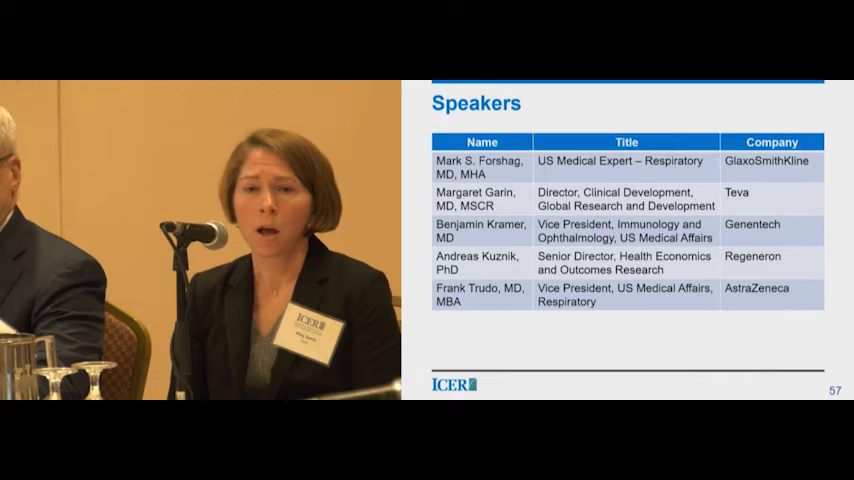 ICER
Meg Garin
Speakers
Name Title Company
Mark S. Forshag, US Medical Expert – Respiratory GlaxoSmithKline
MD, MHA
Margaret Garin, Director, Clinical Development, Teva
MD, MSCR Global Research and Development
Benjamin Kramer, Vice President, Immunology and Genentech
MD Ophthalmology, US Medical Affairs
Andreas Kuznik, Senior Director, Health Economics Regeneron
PhD and Outcomes Research
Frank Trudo, MD, Vice President, US Medical Affairs, AstraZeneca
MBA Respiratory
ICER
57